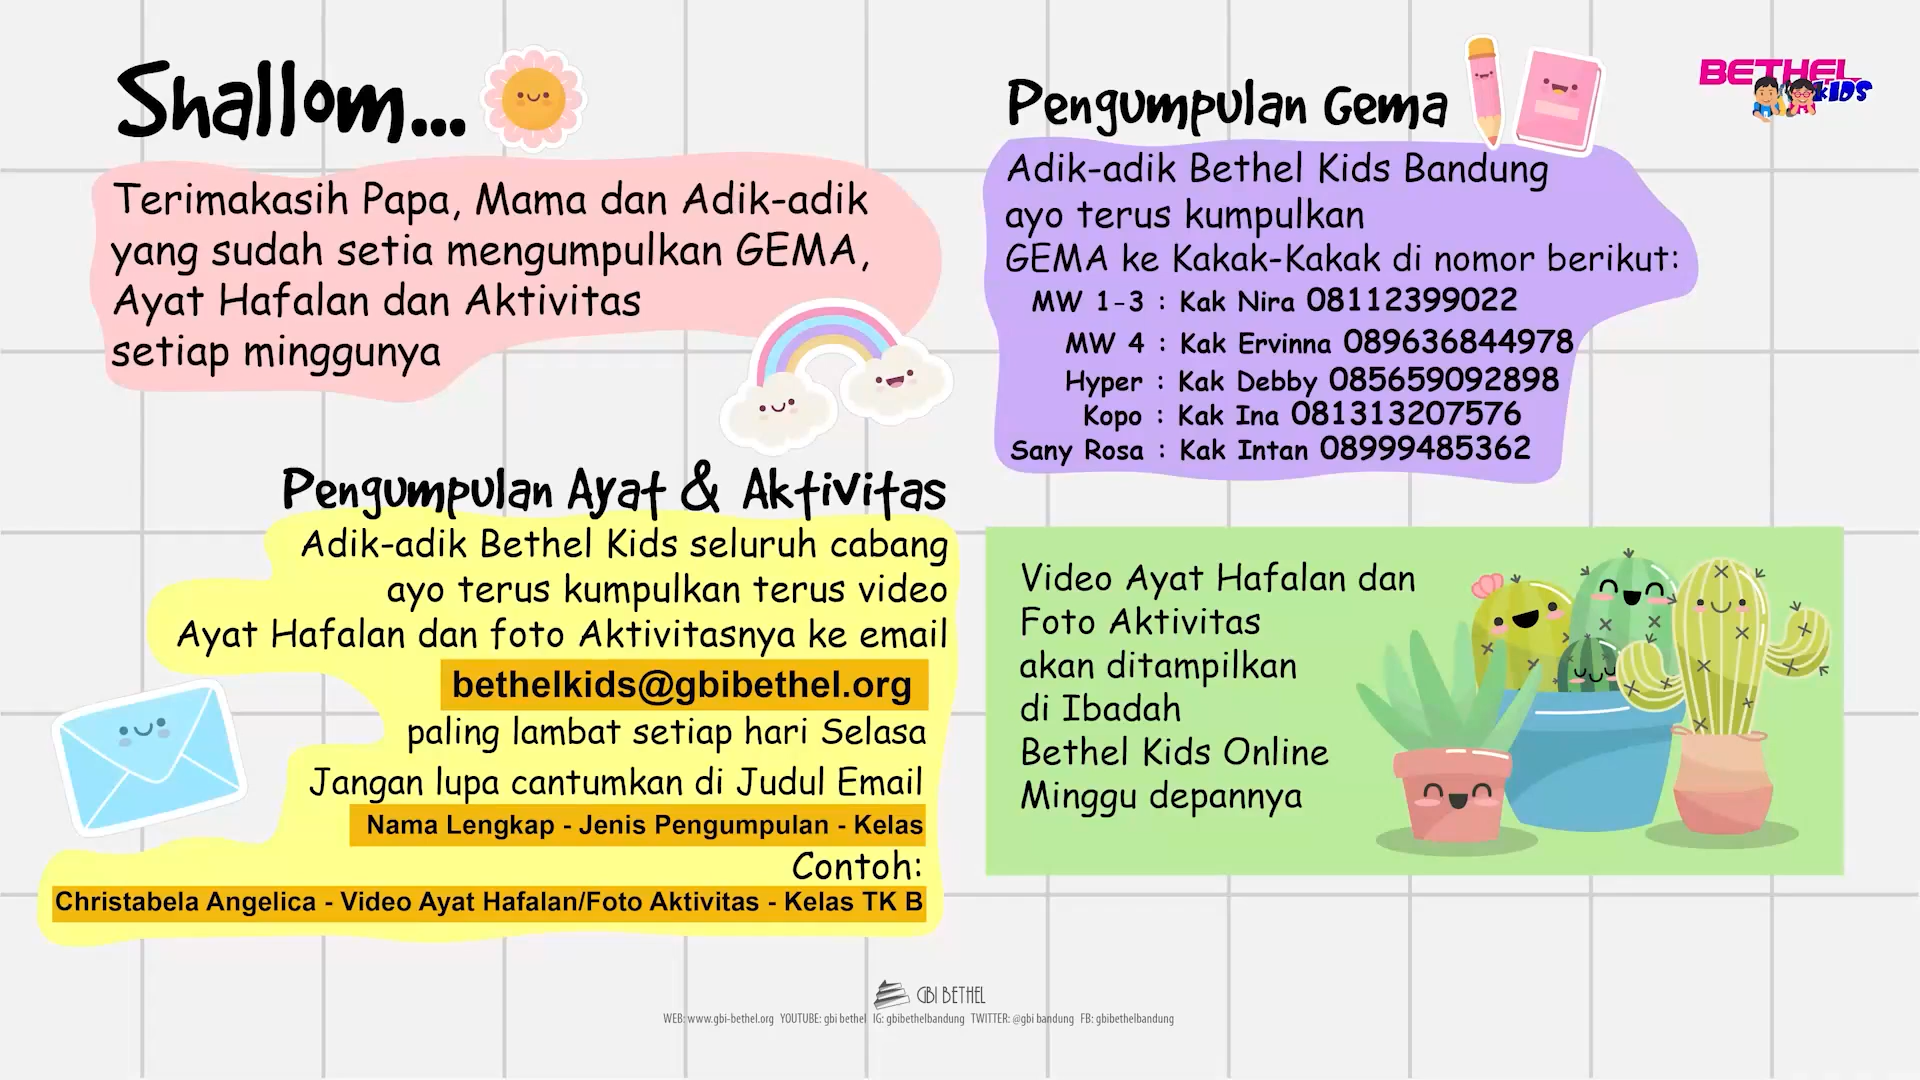 Shallom...
Terimakasih Papa, Mama dan Adik-adik
yang sudah setia mengumpulkan GEMA,
Ayat Hafalan dan Aktivitas
setiap minggunya
Pengumpulan Ayat & Aktivitas
Adik-adik Bethel Kids seluruh cabang
ayo terus kumpulkan terus video
Ayat Hafalan dan foto Aktivitasnya ke email
bethelkids@gbibethel.org
paling lambat setiap hari Selasa
Jangan lupa cantumkan di Judul Email
Nama Lengkap - Jenis Pengumpulan - Kelas
Contoh:
Christabela Angelica - Video Ayat Hafalan/Foto Aktivitas - Kelas TK B
Pengumpulan Gema
BETHEL
KIDS
Adik-adik Bethel Kids Bandung
ayo terus kumpulkan
GEMA ke Kakak-Kakak di nomor berikut:
MW 1-3 : Kak Nira 08112399022
MW 4 : Kak Ervinna 089636844978
Hyper : Kak Debby 085659092898
Kopo : Kak Ina 081313207576
Sany Rosa : Kak Intan 08999485362
Video Ayat Hafalan dan
Foto Aktivitas
akan ditampilkan
di Ibadah
Bethel Kids Online
Minggu depannya
GBI BETHEL
WEB: www.gbi-bethel.org YOUTUBE: gbi bethel IG: gbibethelbandung TWITTER: @gbi bandung FB: gbibethelbandung